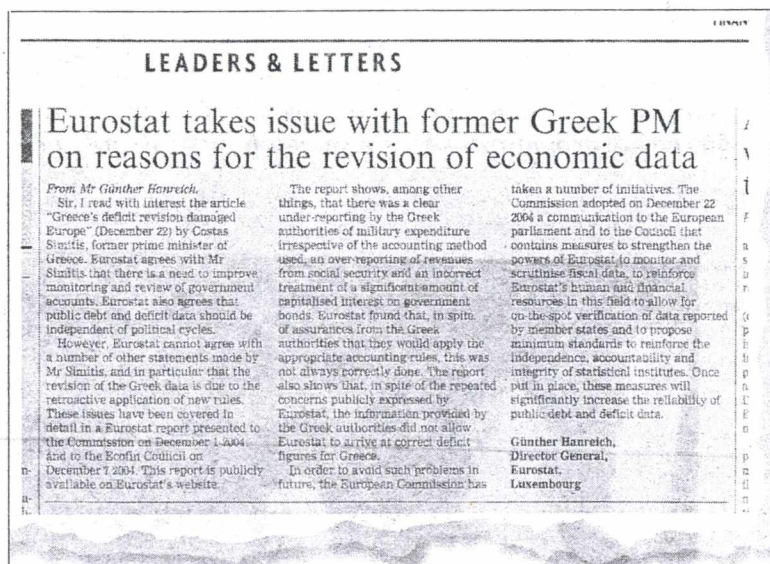 LEADERS & LETTERS
Eurostat takes issue with former Greek PM
on reasons for the revision of economic data
From Mr Günther Hanreich.
Sir, I read with interest the article
"Greece's deficit revision damaged
Europe" (December 22) by Costas
Simitis, former prime minister of
Greece. Eurostat agrees with Mr
Simitis that there is a need to improve
monitoring and review of government
accounts. Eurostat also agrees that
public debt and deficit data should be
independent of political cycles.
However, Eurostat cannot agree with
a number of other statements made by
Mr Simitis, and in particular that the
revision of the Greek data is due to the
retroactive application of new rules.
These issues have been covered in
detail in a Eurostat report presented to
the Commission on December 1 2004
and to the Ecofin Council on
December 7 2004. This report is publicly
available on Eurostat's website.
The report shows, among other
things, that there was a clear
under-reporting by the Greek
authorities of military expenditure
irrespective of the accounting method
used, an over-reporting of revenues
from social security and an incorrect
treatment of a significant amount of
capitalised interest on government
bonds. Eurostat found that, in spite
of assurances from the Greek
authorities that they would apply the
appropriate accounting rules, this was
not always correctly done. The report
also shows that, in spite of the repeated
concerns publicly expressed by
Eurostat, the information provided by
the Greek authorities did not allow
Eurostat to arrive at correct deficit
figures for Greece.
In order to avoid such problems in
future, the European Commission has
taken a number of initiatives. The
Commission adopted on December 22
2004 a communication to the European
parliament and to the Council that
contains measures to strengthen the
powers of Eurostat to monitor and
scrutinise fiscal data, to reinforce
Eurostat's human and financial
resources in this field to allow for
on-the-spot verification of data reported
by member states and to propose
minimum standards to reinforce the
independence, accountability and
integrity of statistical institutes. Once
put in place, these measures will
significantly increase the reliability of
public debt and deficit data.
Günther Hanreich,
Director General,
Eurostat,
Luxembourg